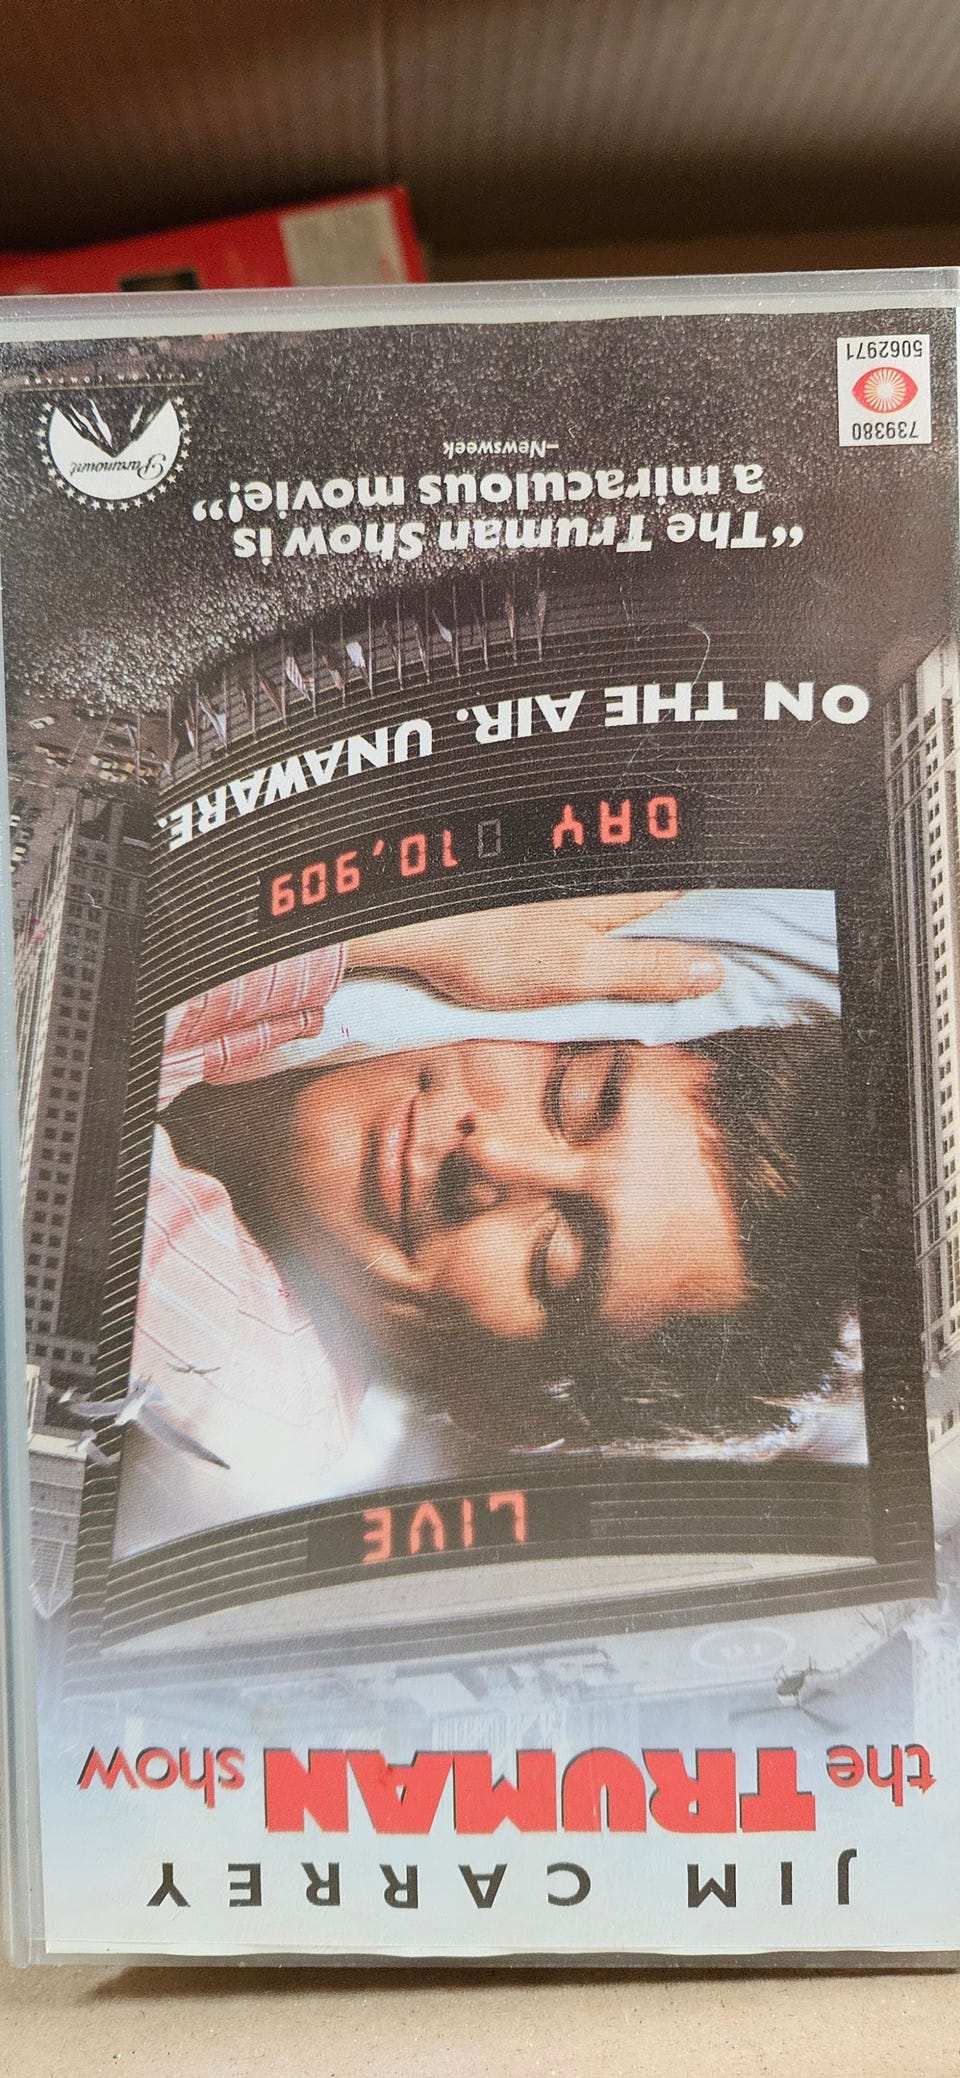 JIM CARREY
the TRUMAN show
LIVE
DAY 10,909
ON THE AIR. UNAWARE.
“The Truman Show is
a miraculous movie!”
–Newsweek
Paramount
739380
5062971